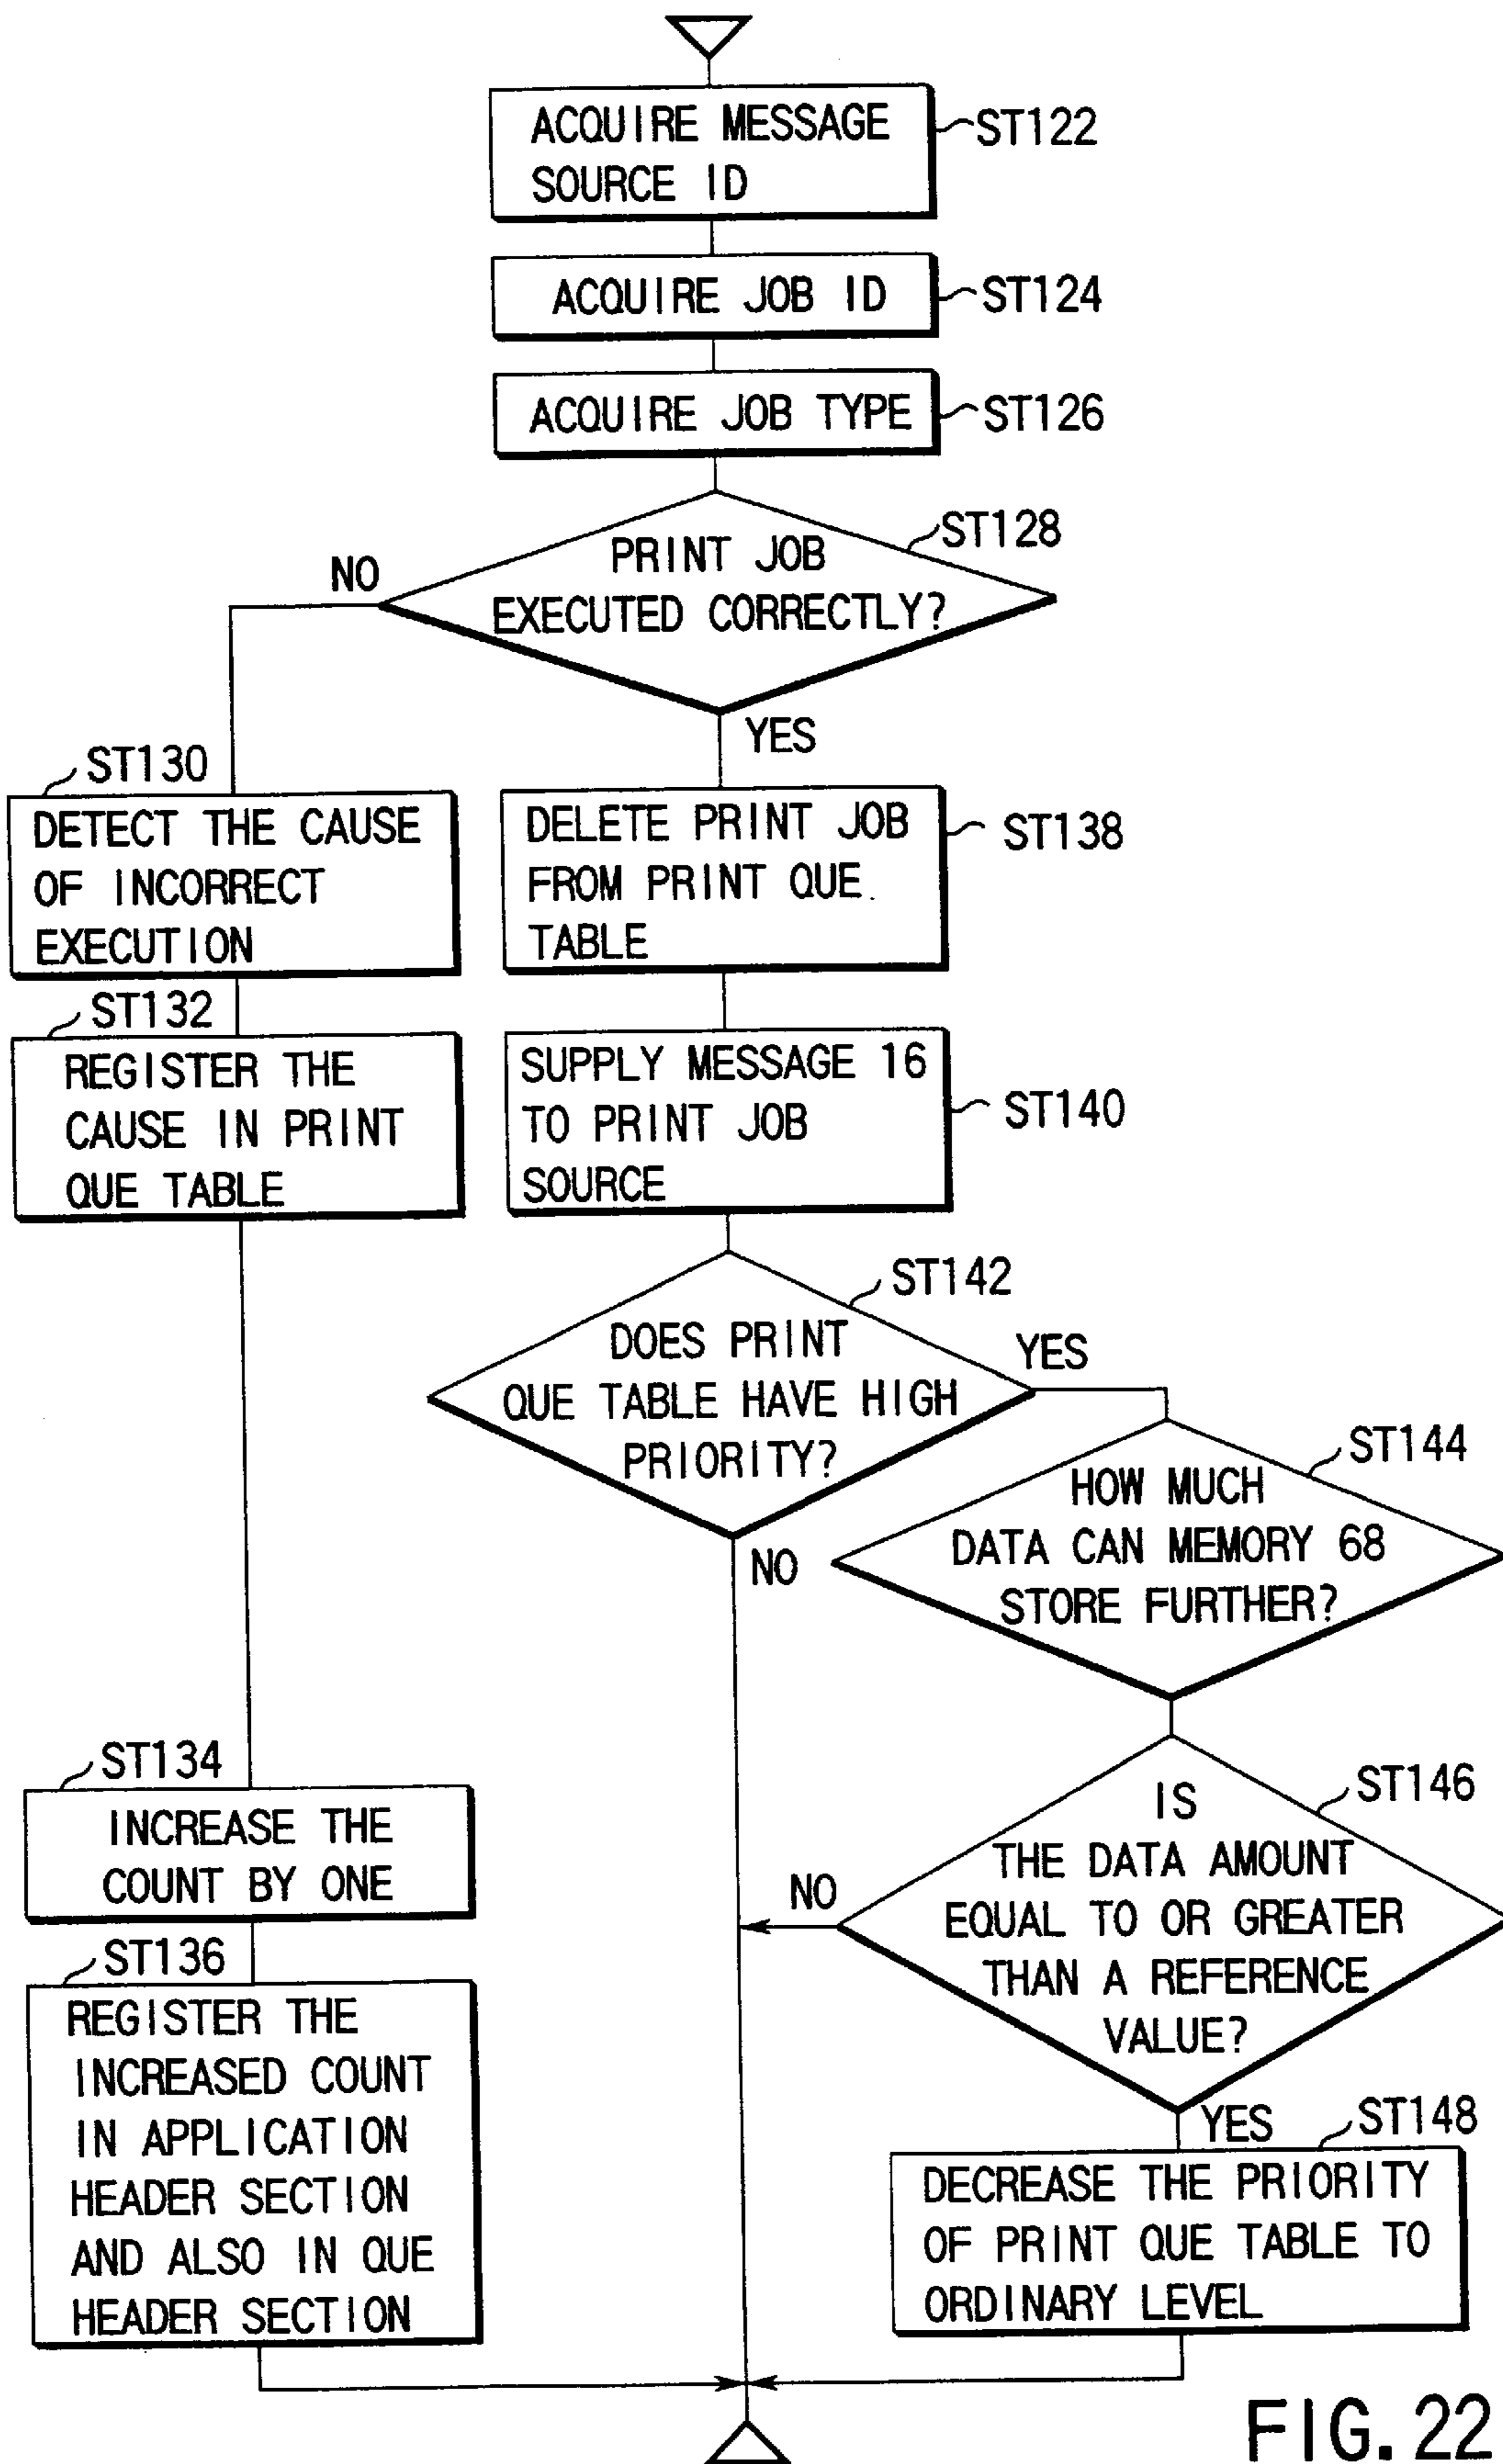 ACQUIRE MESSAGE
SOURCE ID
ST122
ACQUIRE JOB ID
ST124
ACQUIRE JOB TYPE
ST126
PRINT JOB
EXECUTED CORRECTLY?
ST128
NO
YES
ST130
DETECT THE CAUSE
OF INCORRECT
EXECUTION
ST132
REGISTER THE
CAUSE IN PRINT
QUE TABLE
ST134
INCREASE THE
COUNT BY ONE
ST136
REGISTER THE
INCREASED COUNT
IN APPLICATION
HEADER SECTION
AND ALSO IN QUE
HEADER SECTION
DELETE PRINT JOB
FROM PRINT QUE
TABLE
ST138
SUPPLY MESSAGE 16
TO PRINT JOB
SOURCE
ST140
ST142
DOES PRINT
QUE TABLE HAVE HIGH
PRIORITY?
YES
NO
ST144
HOW MUCH
DATA CAN MEMORY 68
STORE FURTHER?
ST146
IS
THE DATA AMOUNT
EQUAL TO OR GREATER
THAN A REFERENCE
VALUE?
NO
YES
ST148
DECREASE THE PRIORITY
OF PRINT QUE TABLE TO
ORDINARY LEVEL
FIG. 22